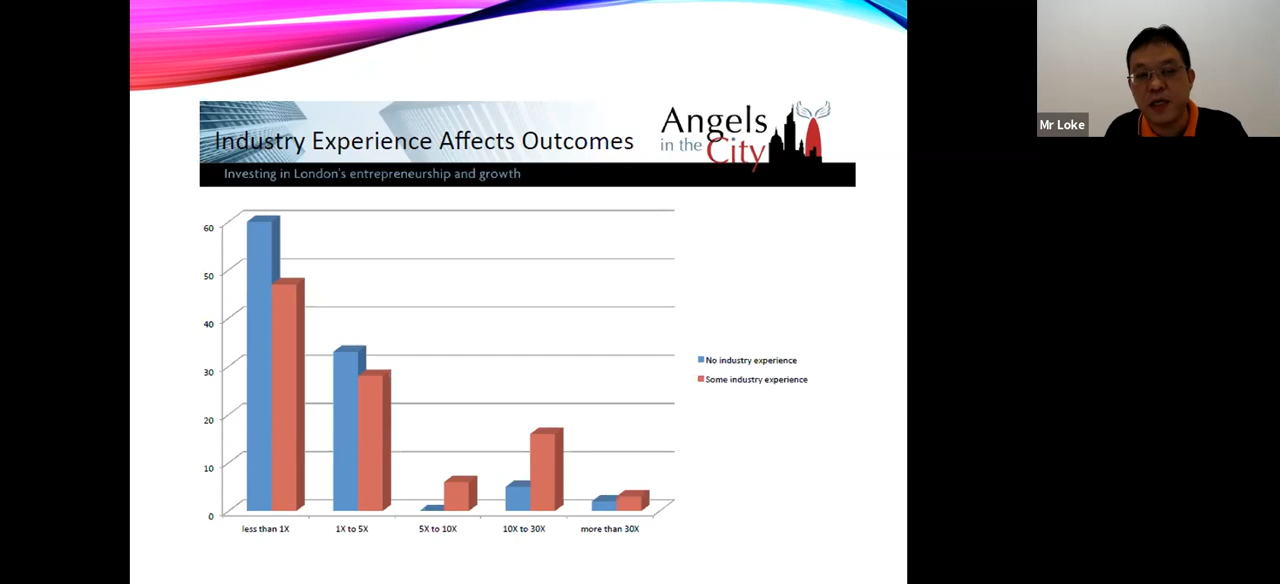 Industry Experience Affects Outcomes
Angels
in the City
Investing in London's entrepreneurship and growth
Mr Loke
60
50
40
30
20
10
0
No industry experience
Some industry experience
less than 1X
1X to 5X
5X to 10X
10X to 30X
more than 30X